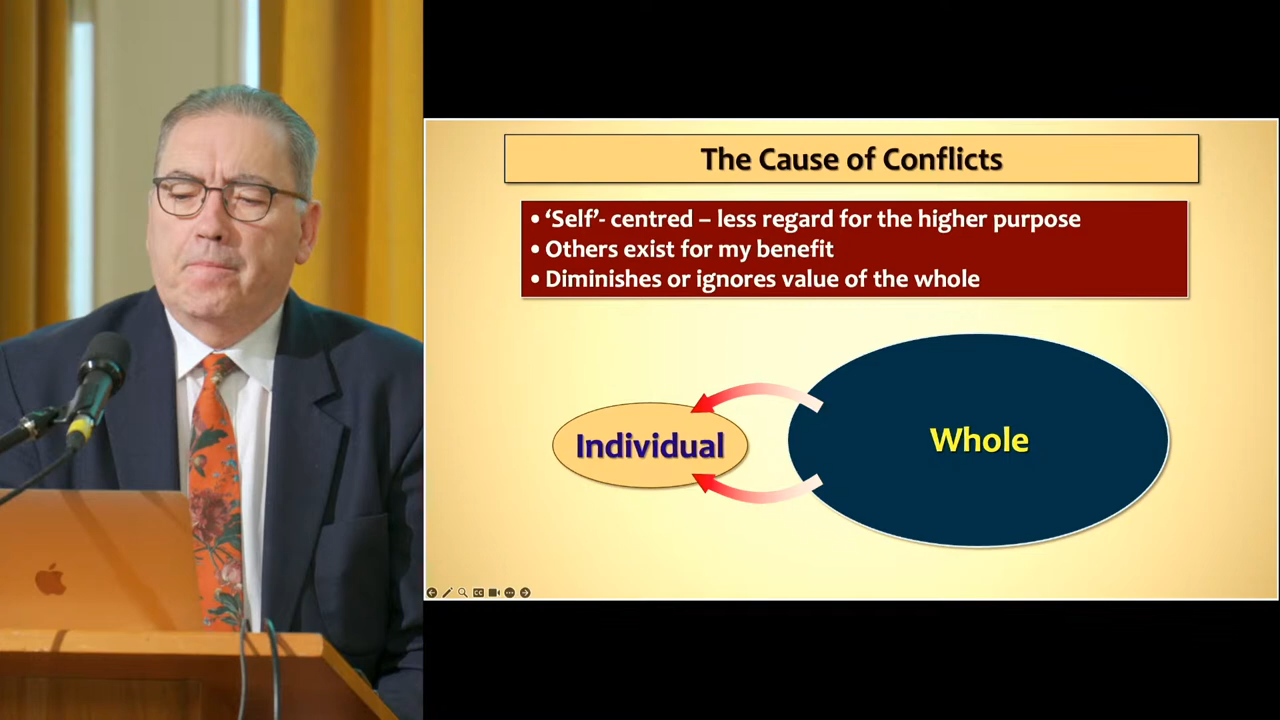 The Cause of Conflicts
• ‘Self’- centred – less regard for the higher purpose
• Others exist for my benefit
• Diminishes or ignores value of the whole
Individual
Whole